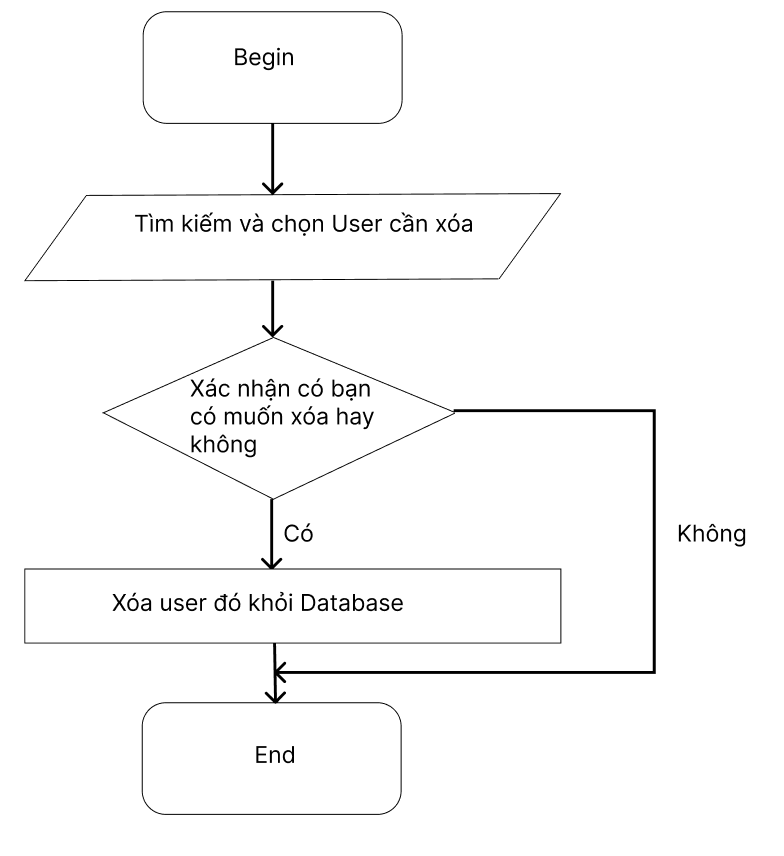 Begin
Tìm kiếm và chọn User cần xóa
Xác nhận có bạn
có muốn xóa hay
không
Có
Không
Xóa user đó khỏi Database
End